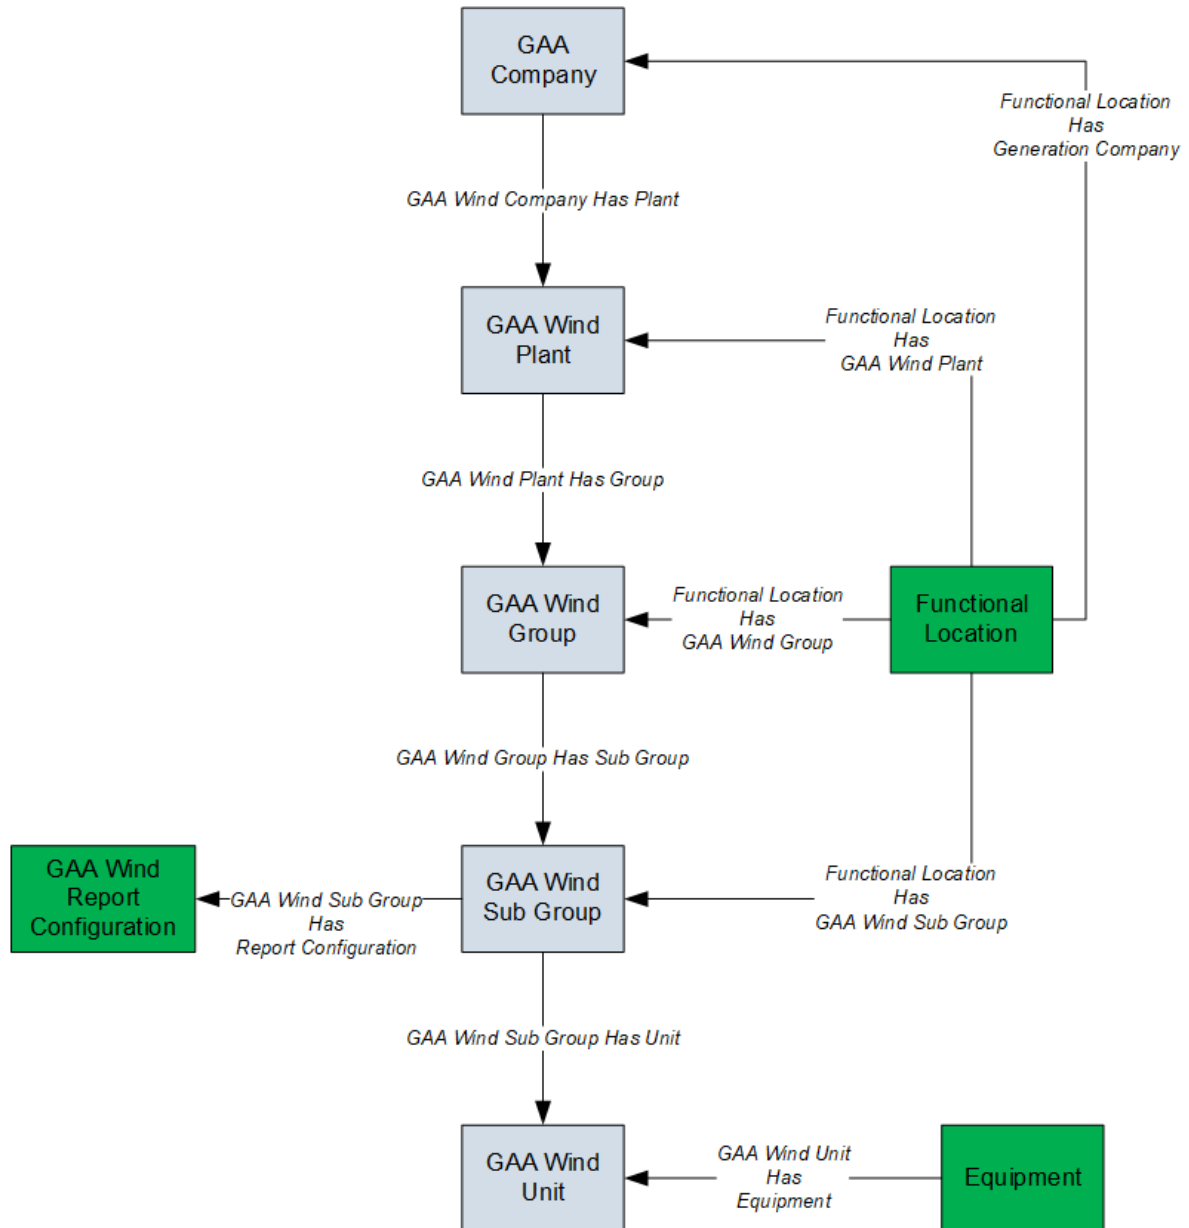 GAA
Company
Functional Location
Has
Generation Company
GAA Wind Company Has Plant
GAA Wind
Plant
Functional Location
Has
GAA Wind Plant
GAA Wind Plant Has Group
GAA Wind
Group
Functional Location
Has
GAA Wind Group
Functional
Location
GAA Wind Group Has Sub Group
GAA Wind
Report
Configuration
GAA Wind Sub Group
Has
Report Configuration
GAA Wind
Sub Group
Functional Location
Has
GAA Wind Sub Group
GAA Wind Sub Group Has Unit
GAA Wind
Unit
GAA Wind Unit
Has
Equipment
Equipment